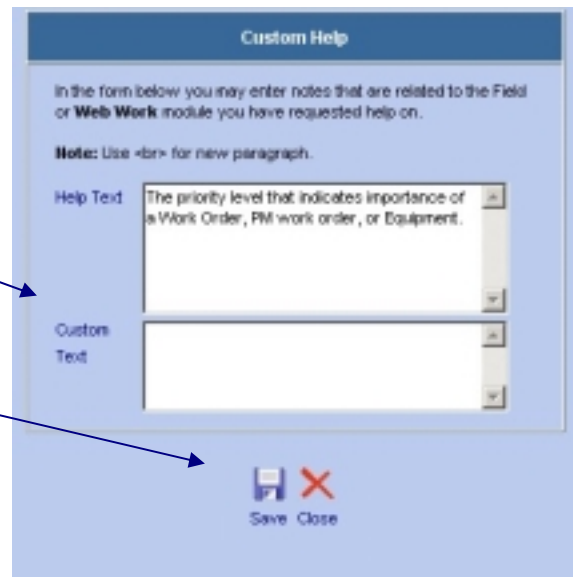 Custom Help
In the form below you may enter notes that are related to the Field
or Web Work module you have requested help on.
Note: Use <br> for new paragraph.
Help Text
The priority level that indicates importance of
a Work Order, PM work order, or Equipment.
Custom
Text
Save Close